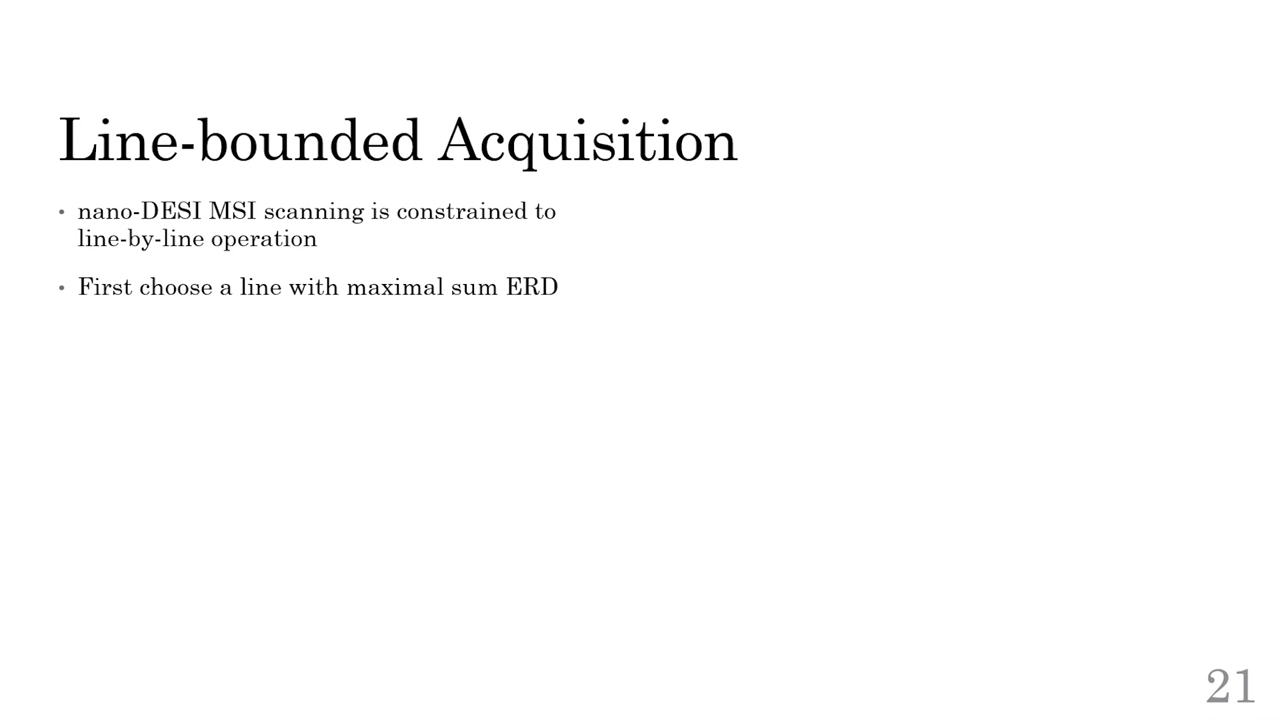 Line-bounded Acquisition
• nano-DESI MSI scanning is constrained to
line-by-line operation
• First choose a line with maximal sum ERD
21